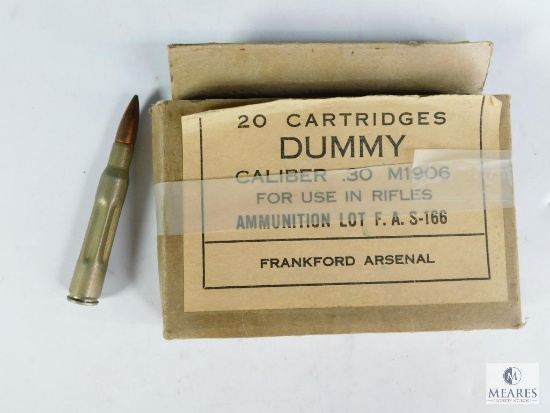 20 CARTRIDGES
DUMMY
CALIBER .30 M1906
FOR USE IN RIFLES
AMMUNITION LOT F. A. S-166
FRANKFORD ARSENAL
M
MEARES